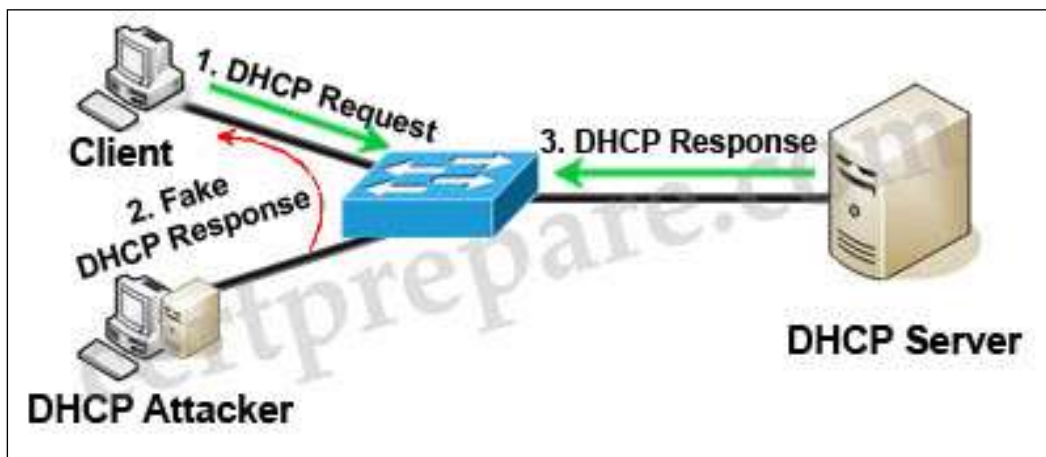 1. DHCP Request
Client
2. Fake
DHCP Response
3. DHCP Response
DHCP Server
DHCP Attacker
certprepare.com